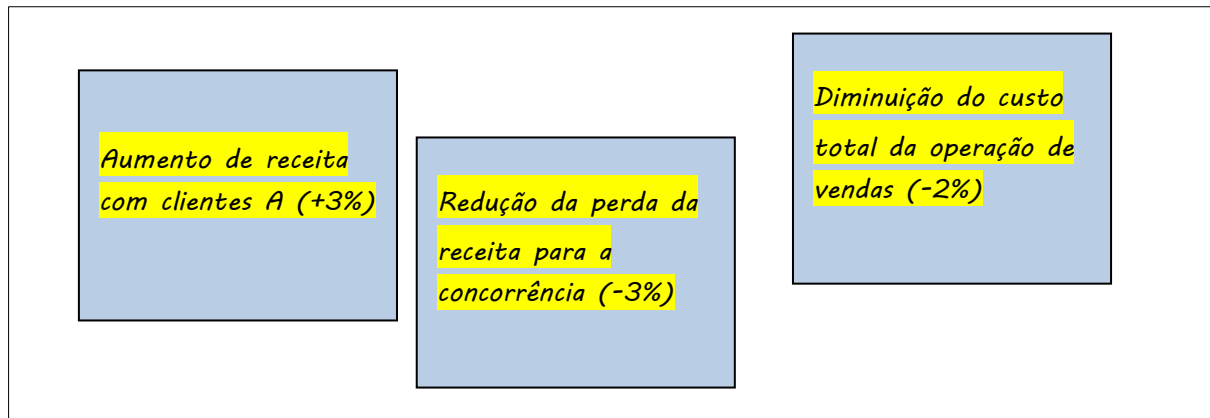 Aumento de receita
com clientes A (+3%)
Redução da perda da
receita para a
concorrência (-3%)
Diminuição do custo
total da operação de
vendas (-2%)